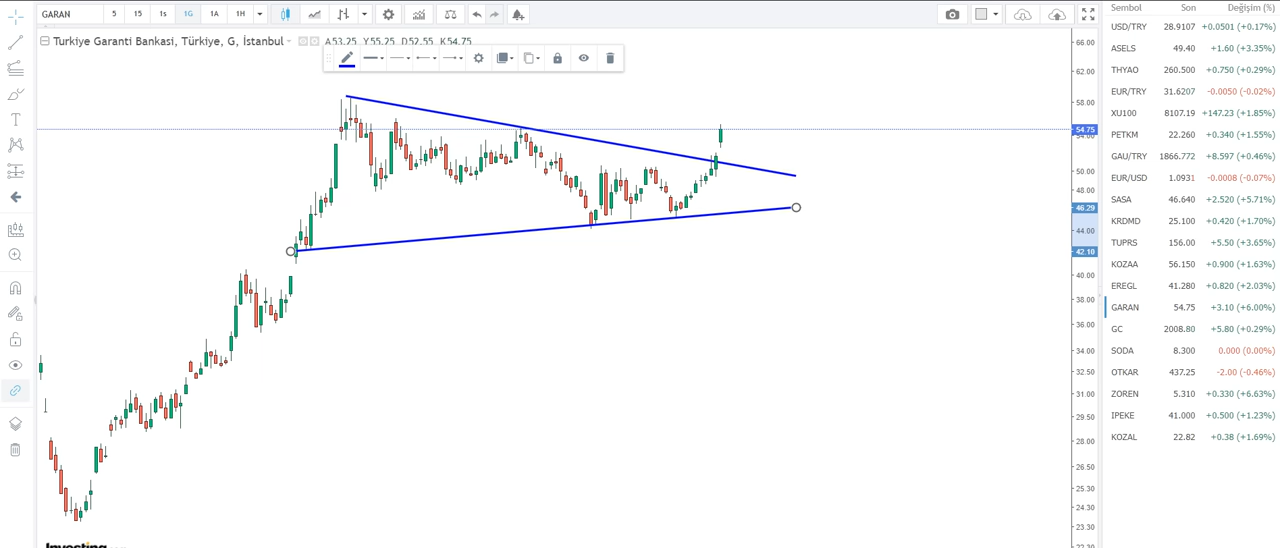 GARAN 5 15 1s 1G 1A 1H
Turkiye Garanti Bankasi, Türkiye, G, İstanbul A53.25 Y55.25 D52.55 K54.75
66.00
62.00
58.00
54.75
54.00
50.00
48.00
46.29
44.00
42.10
40.00
38.00
36.00
34.00
32.50
31.00
29.50
28.00
26.50
25.30
24.30
23.30
22.30
Investing
Sembol Son Değişim (%)
USD/TRY 28.9107 +0.0501 (+0.17%)
ASELS 49.40 +1.60 (+3.35%)
THYAO 260.500 +0.750 (+0.29%)
EUR/TRY 31.6207 -0.0050 (-0.02%)
XU100 8107.19 +147.23 (+1.85%)
PETKM 22.260 +0.340 (+1.55%)
GAU/TRY 1866.772 +8.597 (+0.46%)
EUR/USD 1.0931 -0.0008 (-0.07%)
SASA 46.640 +2.520 (+5.71%)
KRDMD 25.100 +0.420 (+1.70%)
TUPRS 156.00 +5.50 (+3.65%)
KOZAA 56.150 +0.900 (+1.63%)
EREGL 41.280 +0.820 (+2.03%)
GARAN 54.75 +3.10 (+6.00%)
GC 2008.80 +5.80 (+0.29%)
SODA 8.300 0.000 (0.00%)
OTKAR 437.25 -2.00 (-0.46%)
ZOREN 5.310 +0.330 (+6.63%)
IPEKE 41.000 +0.500 (+1.23%)
KOZAL 22.82 +0.38 (+1.69%)